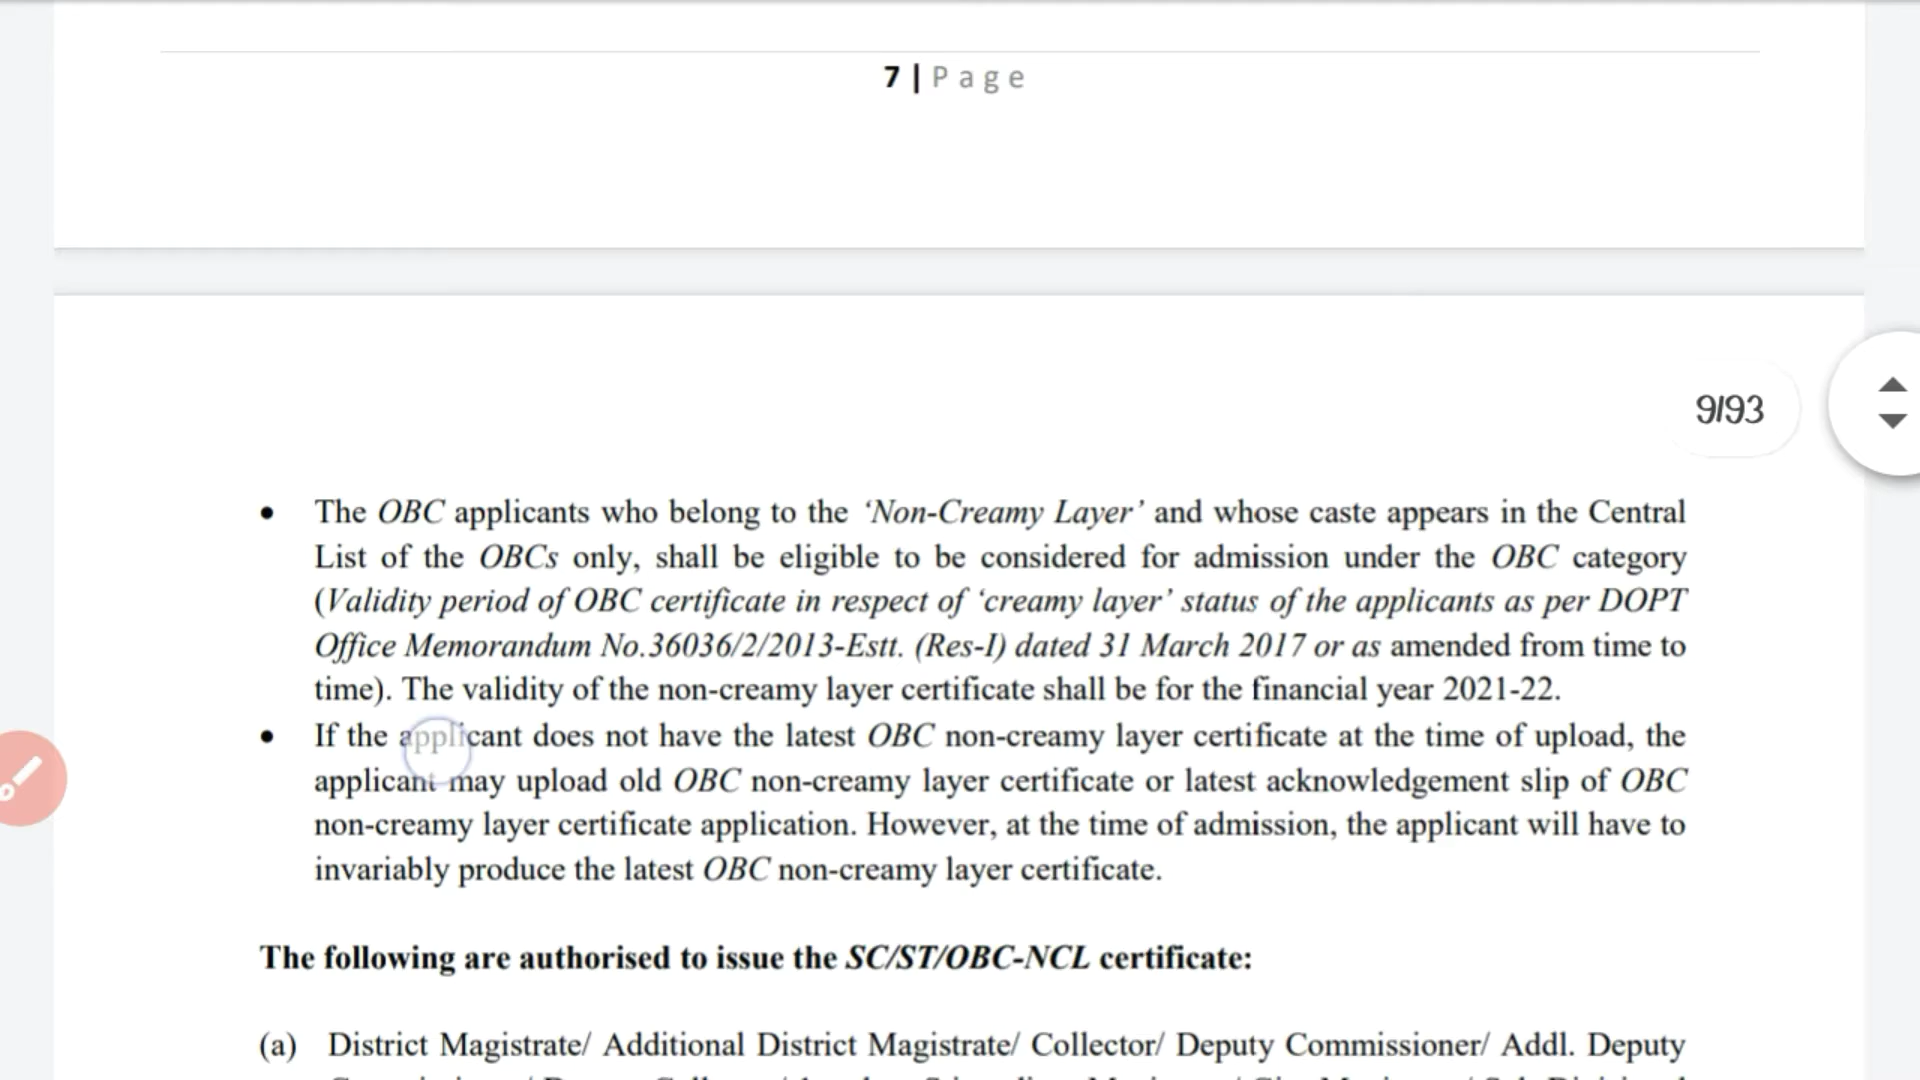 7 | Page
9/93
• The OBC applicants who belong to the ‘Non-Creamy Layer’ and whose caste appears in the Central
List of the OBCs only, shall be eligible to be considered for admission under the OBC category
(Validity period of OBC certificate in respect of ‘creamy layer’ status of the applicants as per DOPT
Office Memorandum No.36036/2/2013-Estt. (Res-I) dated 31 March 2017 or as amended from time to
time). The validity of the non-creamy layer certificate shall be for the financial year 2021-22.
• If the applicant does not have the latest OBC non-creamy layer certificate at the time of upload, the
applicant may upload old OBC non-creamy layer certificate or latest acknowledgement slip of OBC
non-creamy layer certificate application. However, at the time of admission, the applicant will have to
invariably produce the latest OBC non-creamy layer certificate.
The following are authorised to issue the SC/ST/OBC-NCL certificate:
(a) District Magistrate/ Additional District Magistrate/ Collector/ Deputy Commissioner/ Addl. Deputy